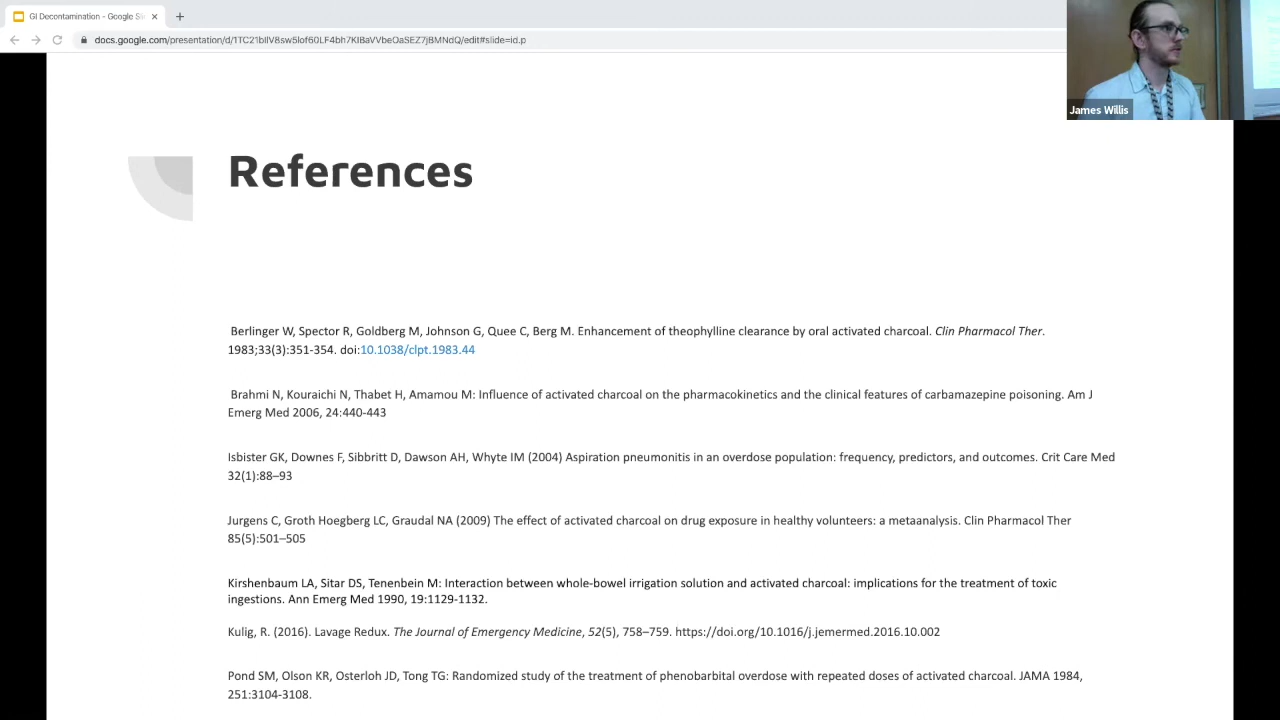 GI Decontamination - Google Sli
docs.google.com/presentation/d/1TC21bIlV8sw5lof60LF4bh7KIBaVVbeOaSEZ7jBMNdQ/edit#slide=id.p
James Willis
References
Berlinger W, Spector R, Goldberg M, Johnson G, Quee C, Berg M. Enhancement of theophylline clearance by oral activated charcoal. Clin Pharmacol Ther.
1983;33(3):351-354. doi:10.1038/clpt.1983.44
Brahmi N, Kouraichi N, Thabet H, Amamou M: Influence of activated charcoal on the pharmacokinetics and the clinical features of carbamazepine poisoning. Am J
Emerg Med 2006, 24:440-443
Isbister GK, Downes F, Sibbritt D, Dawson AH, Whyte IM (2004) Aspiration pneumonitis in an overdose population: frequency, predictors, and outcomes. Crit Care Med
32(1):88–93
Jurgens C, Groth Hoegberg LC, Graudal NA (2009) The effect of activated charcoal on drug exposure in healthy volunteers: a metaanalysis. Clin Pharmacol Ther
85(5):501–505
Kirshenbaum LA, Sitar DS, Tenenbein M: Interaction between whole-bowel irrigation solution and activated charcoal: implications for the treatment of toxic
ingestions. Ann Emerg Med 1990, 19:1129-1132.
Kulig, R. (2016). Lavage Redux. The Journal of Emergency Medicine, 52(5), 758–759. https://doi.org/10.1016/j.jemermed.2016.10.002
Pond SM, Olson KR, Osterloh JD, Tong TG: Randomized study of the treatment of phenobarbital overdose with repeated doses of activated charcoal. JAMA 1984,
251:3104-3108.